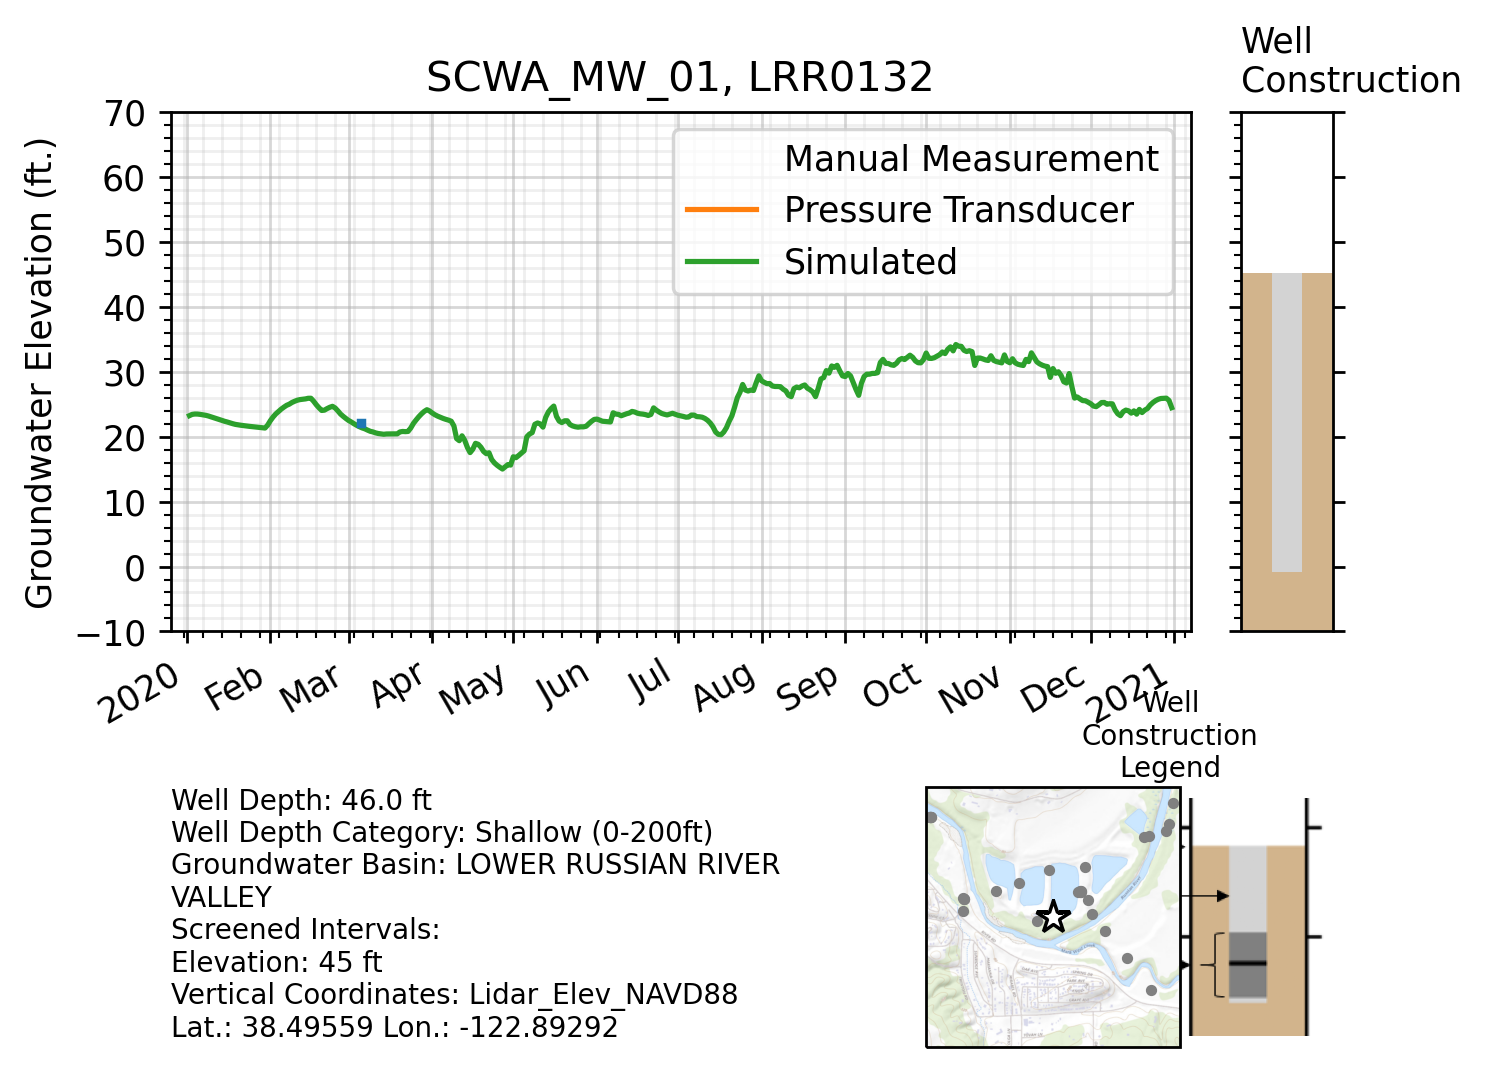 Well
Construction
SCWA_MW_01, LRR0132
Groundwater Elevation (ft.)
70
60
50
40
30
20
10
0
−10
Manual Measurement
Pressure Transducer
Simulated
2020 Feb Mar Apr May Jun Jul Aug Sep Oct Nov Dec 2021
Well
Construction
Legend
Well Depth: 46.0 ft
Well Depth Category: Shallow (0-200ft)
Groundwater Basin: LOWER RUSSIAN RIVER
VALLEY
Screened Intervals:
Elevation: 45 ft
Vertical Coordinates: Lidar_Elev_NAVD88
Lat.: 38.49559 Lon.: -122.89292